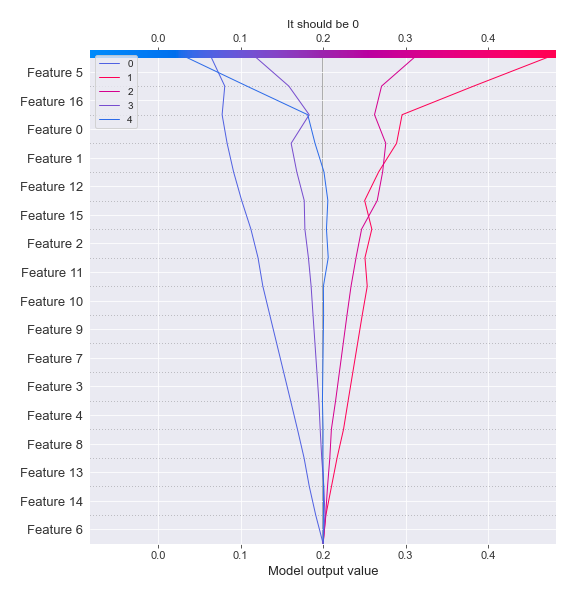 It should be 0
0.0 0.1 0.2 0.3 0.4
0
1
2
3
4
Feature 5
Feature 16
Feature 0
Feature 1
Feature 12
Feature 15
Feature 2
Feature 11
Feature 10
Feature 9
Feature 7
Feature 3
Feature 4
Feature 8
Feature 13
Feature 14
Feature 6
0.0 0.1 0.2 0.3 0.4
Model output value